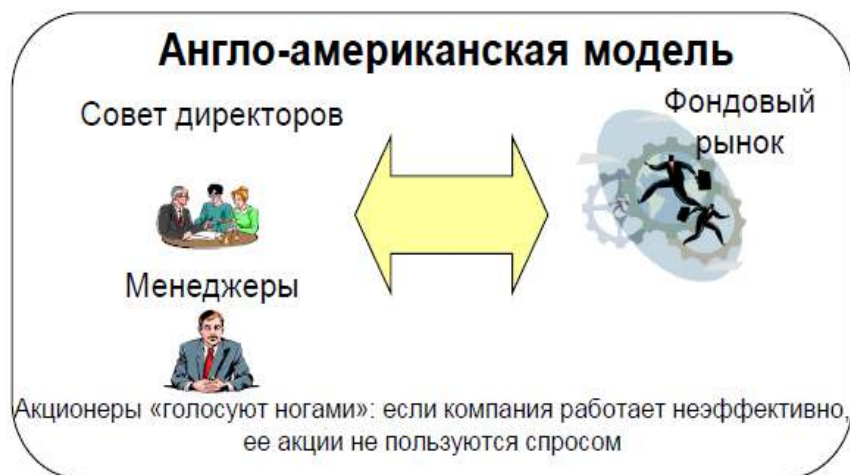 Англо-американская модель
Совет директоров
Фондовый
рынок
Менеджеры
Акционеры «голосуют ногами»: если компания работает неэффективно,
ее акции не пользуются спросом